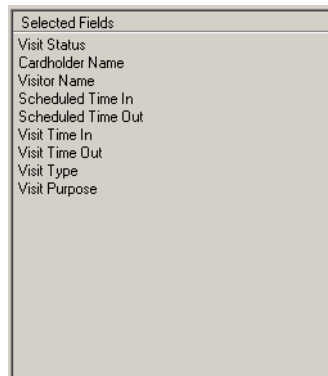 Selected Fields
Visit Status
Cardholder Name
Visitor Name
Scheduled Time In
Scheduled Time Out
Visit Time In
Visit Time Out
Visit Type
Visit Purpose